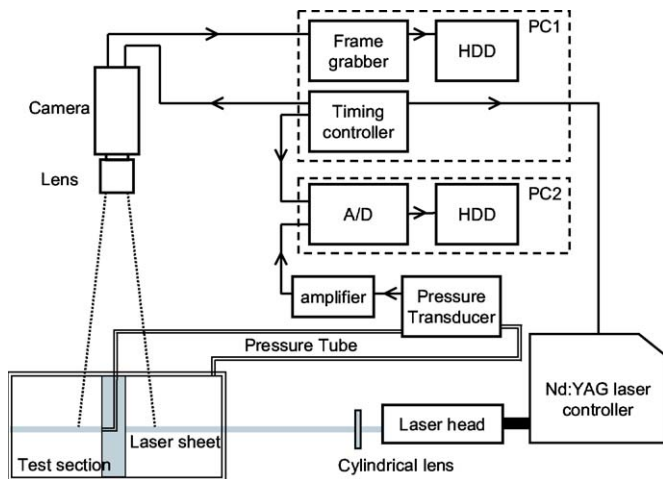 PC1
Frame
grabber
HDD
Camera
Timing
controller
Lens
PC2
A/D
HDD
amplifier
Pressure
Transducer
Pressure Tube
Nd:YAG laser
controller
Laser head
Test section
Laser sheet
Cylindrical lens